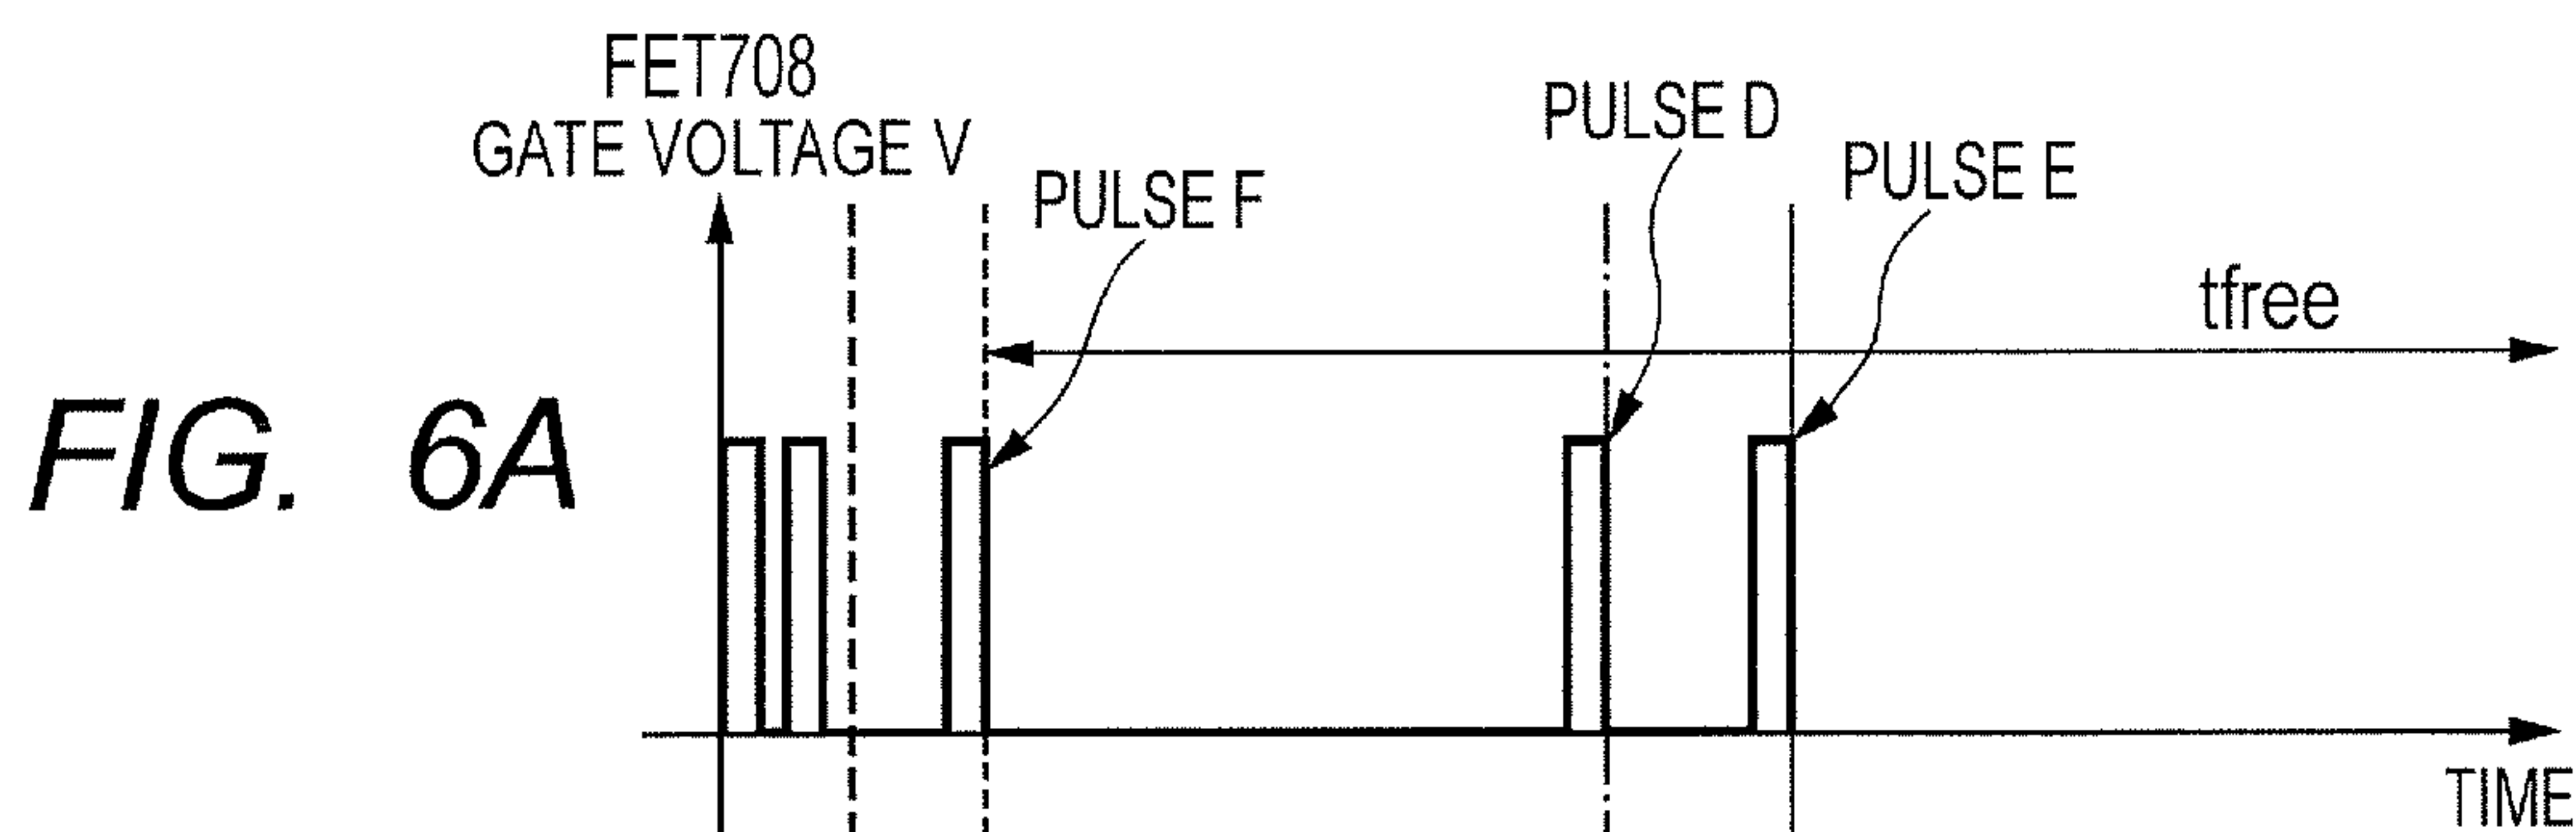 FET708
GATE VOLTAGE V
PULSE F
PULSE D
PULSE E
tfree
FIG. 6A
TIME